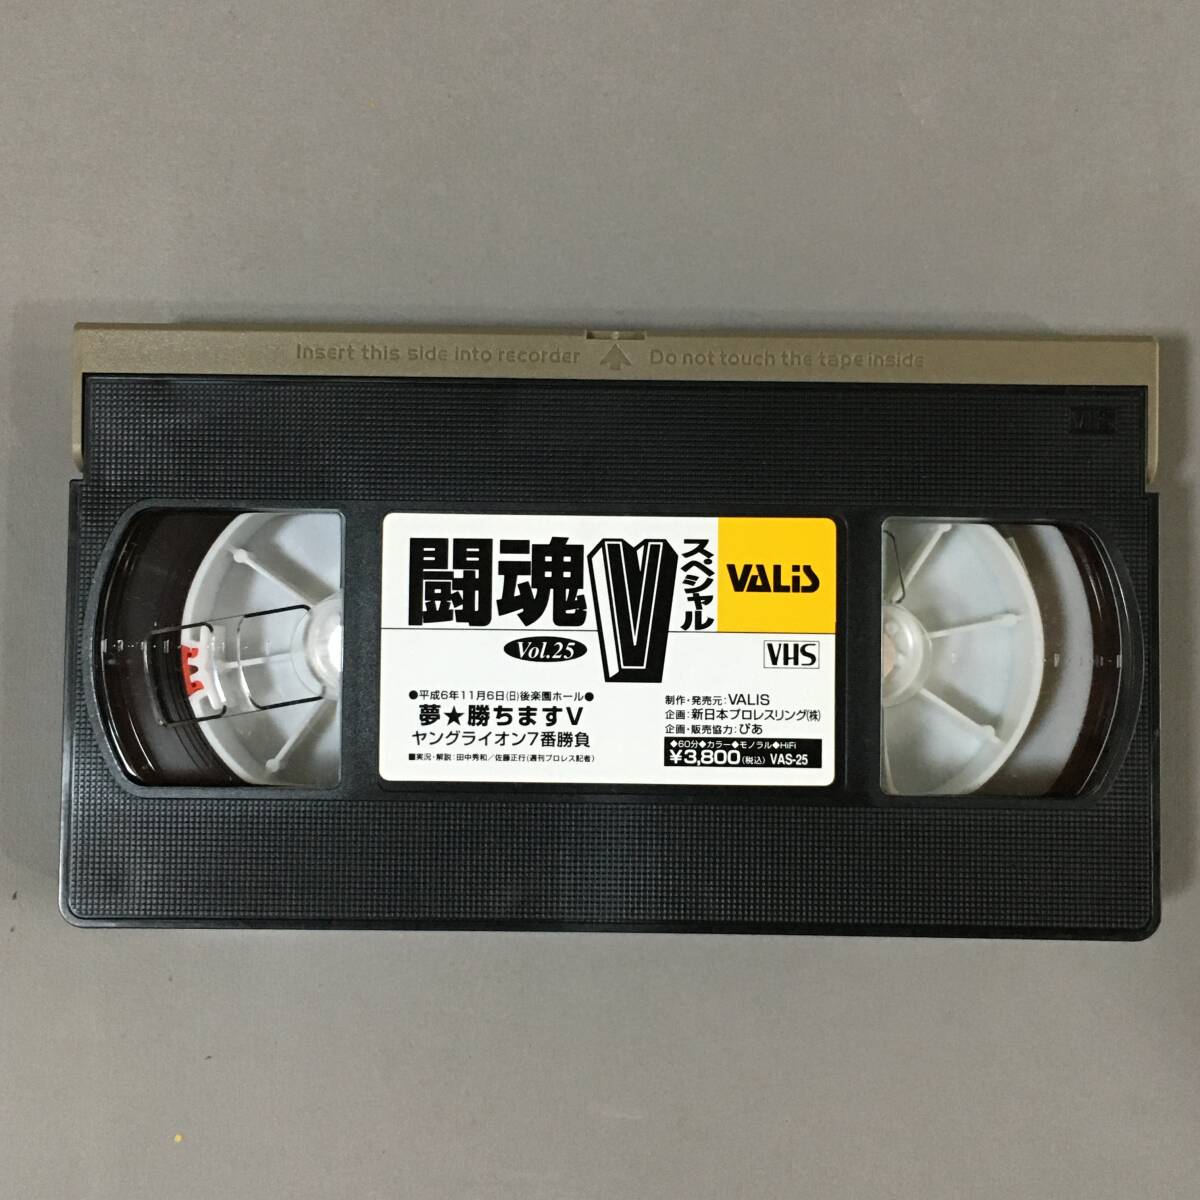 Insert this side into recorder Do not touch the tape inside
VHS
闘魂Vスペシャル
Vol.25
VALiS
VHS
●平成6年11月6日(日)後楽園ホール●
夢★勝ちますV
ヤングライオン7番勝負
■実況・解説:田中秀和/佐藤正行(週刊プロレス記者)
制作・発売元:VALIS
企画:新日本プロレスリング㈱
企画・販売協力:ぴあ
◆60分◆カラー◆モノラル◆HiFi
¥3,800(税込) VAS-25